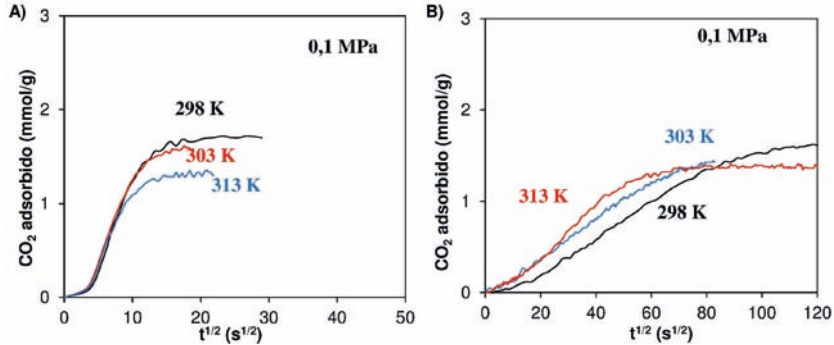 A)
0,1 MPa
298 K
303 K
313 K
CO2 adsorbido (mmol/g)
3
2
1
0
0 10 20 30 40 50
t1/2 (s1/2)
B)
0,1 MPa
303 K
313 K
298 K
CO2 adsorbido (mmol/g)
3
2
1
0
0 20 40 60 80 100 120
t1/2 (s1/2)